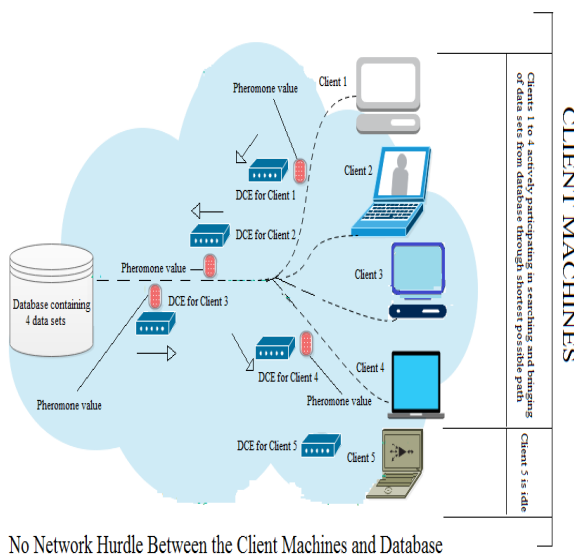 Client 1
Pheromone value
Client 2
DCE for Client 1
DCE for Client 2
Pheromone value
Client 3
Database containing
4 data sets
DCE for Client 3
Client 4
DCE for Client 4
Pheromone value
Pheromone value
DCE for Client 5
Client 5
Clients 1 to 4 actively participating in searching and bringing
of data sets from database through hortest possible path
Client 5 is idle
CLIENT MACHINES
No Network Hurdle Between the Client Machines and Database